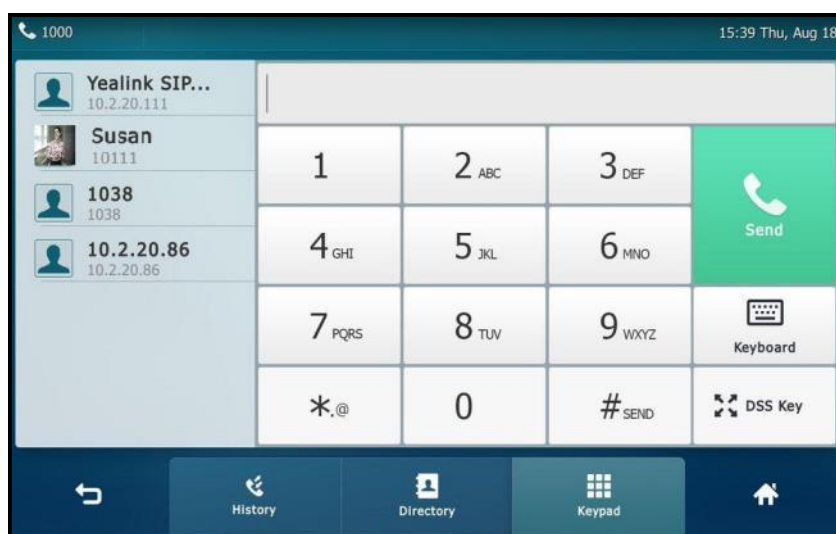 1000
15:39 Thu, Aug 18
Yealink SIP...
10.2.20.111
Susan
10111
1038
1038
10.2.20.86
10.2.20.86
1
2 ABC
3 DEF
Send
4 GHI
5 JKL
6 MNO
7 PQRS
8 TUV
9 WXYZ
Keyboard
*.@
0
#SEND
DSS Key
History
Directory
Keypad